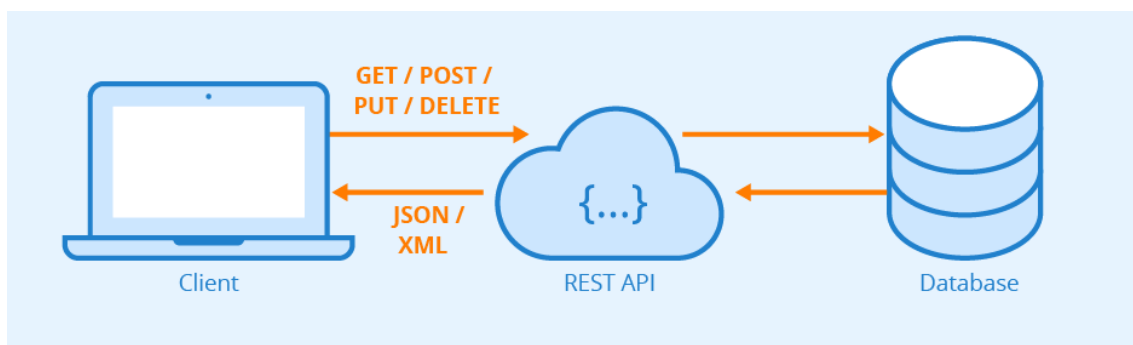 GET / POST /
PUT / DELETE
JSON /
XML
{...}
Client
REST API
Database